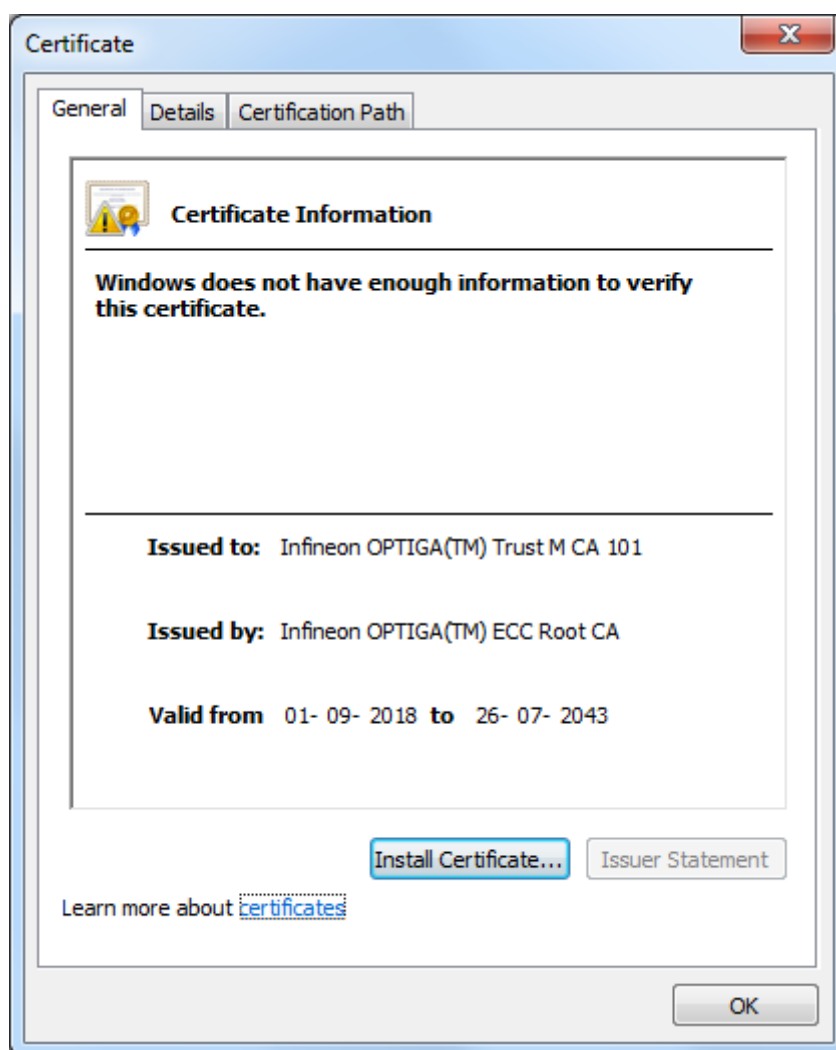 Certificate
General Details Certification Path
Certificate Information
Windows does not have enough information to verify
this certificate.
Issued to: Infineon OPTIGA(TM) Trust M CA 101
Issued by: Infineon OPTIGA(TM) ECC Root CA
Valid from 01- 09- 2018 to 26- 07- 2043
Install Certificate... Issuer Statement
Learn more about certificates
OK